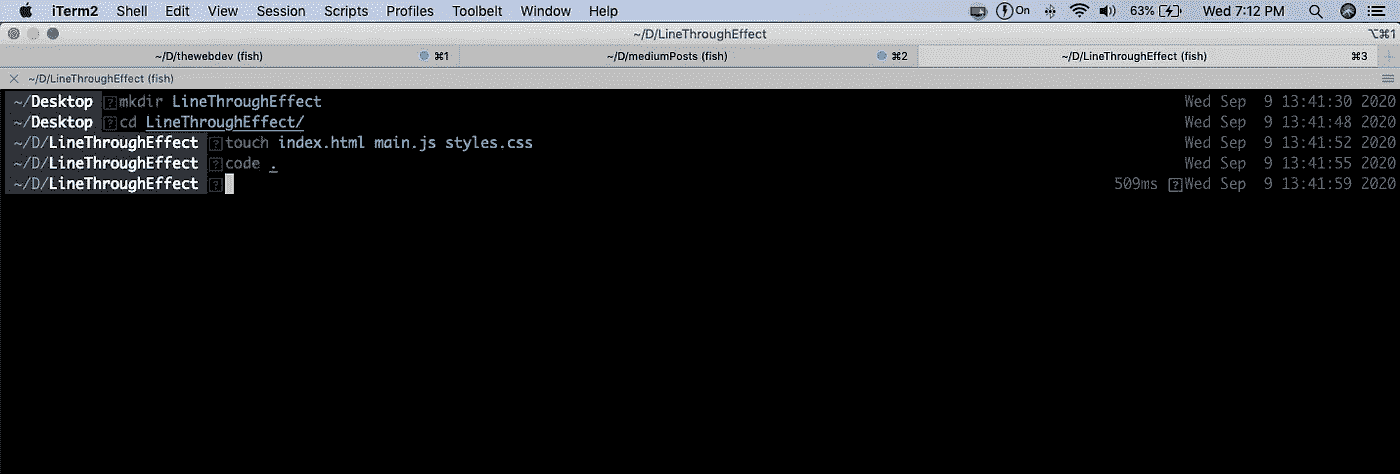 iTerm2 Shell Edit View Session Scripts Profiles Toolbelt Window Help On 63% Wed 7:12 PM
~/D/LineThroughEffect ⌥⌘1
~/D/thewebdev (fish) ⌘1 ~/D/mediumPosts (fish) ⌘2 ~/D/LineThroughEffect (fish) ⌘3
~/D/LineThroughEffect (fish)
~/Desktop mkdir LineThroughEffect Wed Sep 9 13:41:30 2020
~/Desktop cd LineThroughEffect/ Wed Sep 9 13:41:48 2020
~/D/LineThroughEffect touch index.html main.js styles.css Wed Sep 9 13:41:52 2020
~/D/LineThroughEffect code . Wed Sep 9 13:41:55 2020
~/D/LineThroughEffect 509ms Wed Sep 9 13:41:59 2020